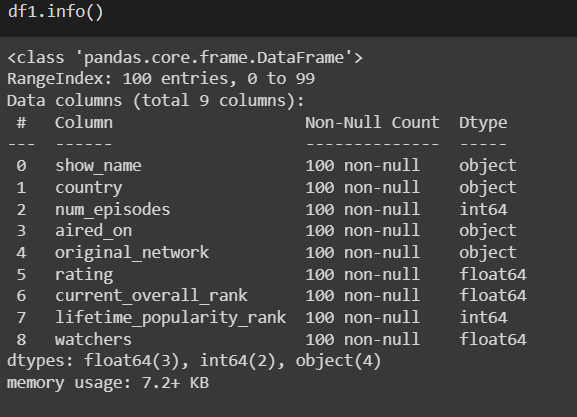 df1.info()
<class 'pandas.core.frame.DataFrame'>
RangeIndex: 100 entries, 0 to 99
Data columns (total 9 columns):
 #   Column                    Non-Null Count  Dtype
---  ------                    --------------  -----
 0   show_name                 100 non-null    object
 1   country                   100 non-null    object
 2   num_episodes              100 non-null    int64
 3   aired_on                  100 non-null    object
 4   original_network          100 non-null    object
 5   rating                    100 non-null    float64
 6   current_overall_rank      100 non-null    float64
 7   lifetime_popularity_rank  100 non-null    int64
 8   watchers                  100 non-null    float64
dtypes: float64(3), int64(2), object(4)
memory usage: 7.2+ KB